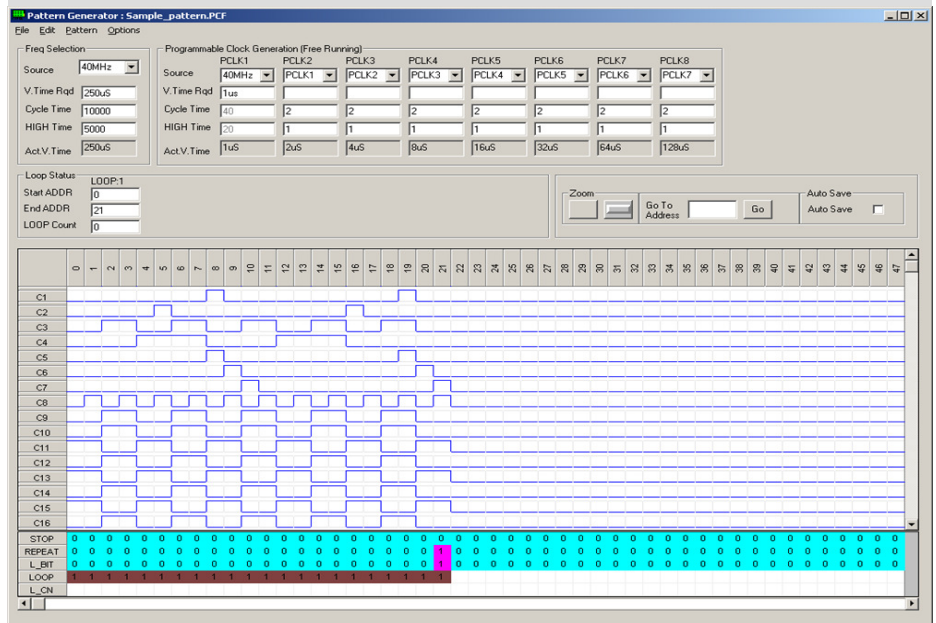 Pattern Generator : Sample_pattern.PCF
File Edit Pattern Options
Freq Selection
Source 40MHz
V.Time Rqd 250uS
Cycle Time 10000
HIGH Time 5000
Act.V.Time 250uS
Programmable Clock Generation (Free Running)
PCLK1 PCLK2 PCLK3 PCLK4 PCLK5 PCLK6 PCLK7 PCLK8
Source 40MHz PCLK1 PCLK2 PCLK3 PCLK4 PCLK5 PCLK6 PCLK7
V.Time Rqd 1us
Cycle Time 40 2 2 2 2 2 2 2
HIGH Time 20 1 1 1 1 1 1 1
Act.V.Time 1uS 2uS 4uS 8uS 16uS 32uS 64uS 128uS
Loop Status
LOOP:1
Start ADDR 0
End ADDR 21
LOOP Count 0
Zoom
Go To Address
Go
Auto Save
Auto Save
0 1 2 3 4 5 6 7 8 9 10 11 12 13 14 15 16 17 18 19 20 21 22 23 24 25 26 27 28 29 30 31 32 33 34 35 36 37 38 39 40 41 42 43 44 45 46 47
C1
C2
C3
C4
C5
C6
C7
C8
C9
C10
C11
C12
C13
C14
C15
C16
STOP 0 0 0 0 0 0 0 0 0 0 0 0 0 0 0 0 0 0 0 0 0 0 0 0 0 0 0 0 0 0 0 0 0 0 0 0 0 0 0 0 0 0 0 0 0 0 0 0
REPEAT 0 0 0 0 0 0 0 0 0 0 0 0 0 0 0 0 0 0 0 0 0 1 0 0 0 0 0 0 0 0 0 0 0 0 0 0 0 0 0 0 0 0 0 0 0 0 0 0
L_BIT 0 0 0 0 0 0 0 0 0 0 0 0 0 0 0 0 0 0 0 0 0 1 0 0 0 0 0 0 0 0 0 0 0 0 0 0 0 0 0 0 0 0 0 0 0 0 0 0
LOOP 1 1 1 1 1 1 1 1 1 1 1 1 1 1 1 1 1 1 1 1 1 1
L_CN